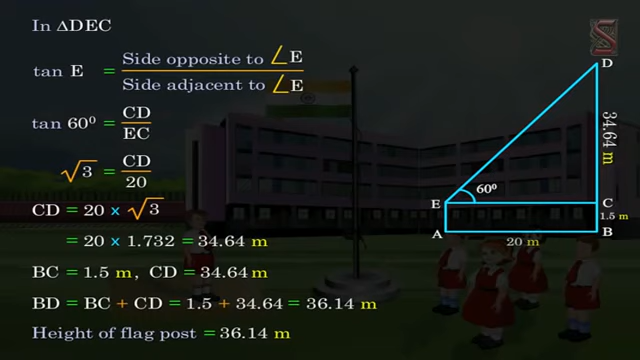 In ∆DEC
tan E = Side opposite to ∠E / Side adjacent to ∠E
tan 60⁰ = CD / EC
√3 = CD / 20
CD = 20 x √3
= 20 x 1.732 = 34.64 m
BC = 1.5 m, CD = 34.64 m
BD = BC + CD = 1.5 + 34.64 = 36.14 m
Height of flag post = 36.14 m
S
D
34.64 m
E 60⁰ C
1.5 m
A B
20 m